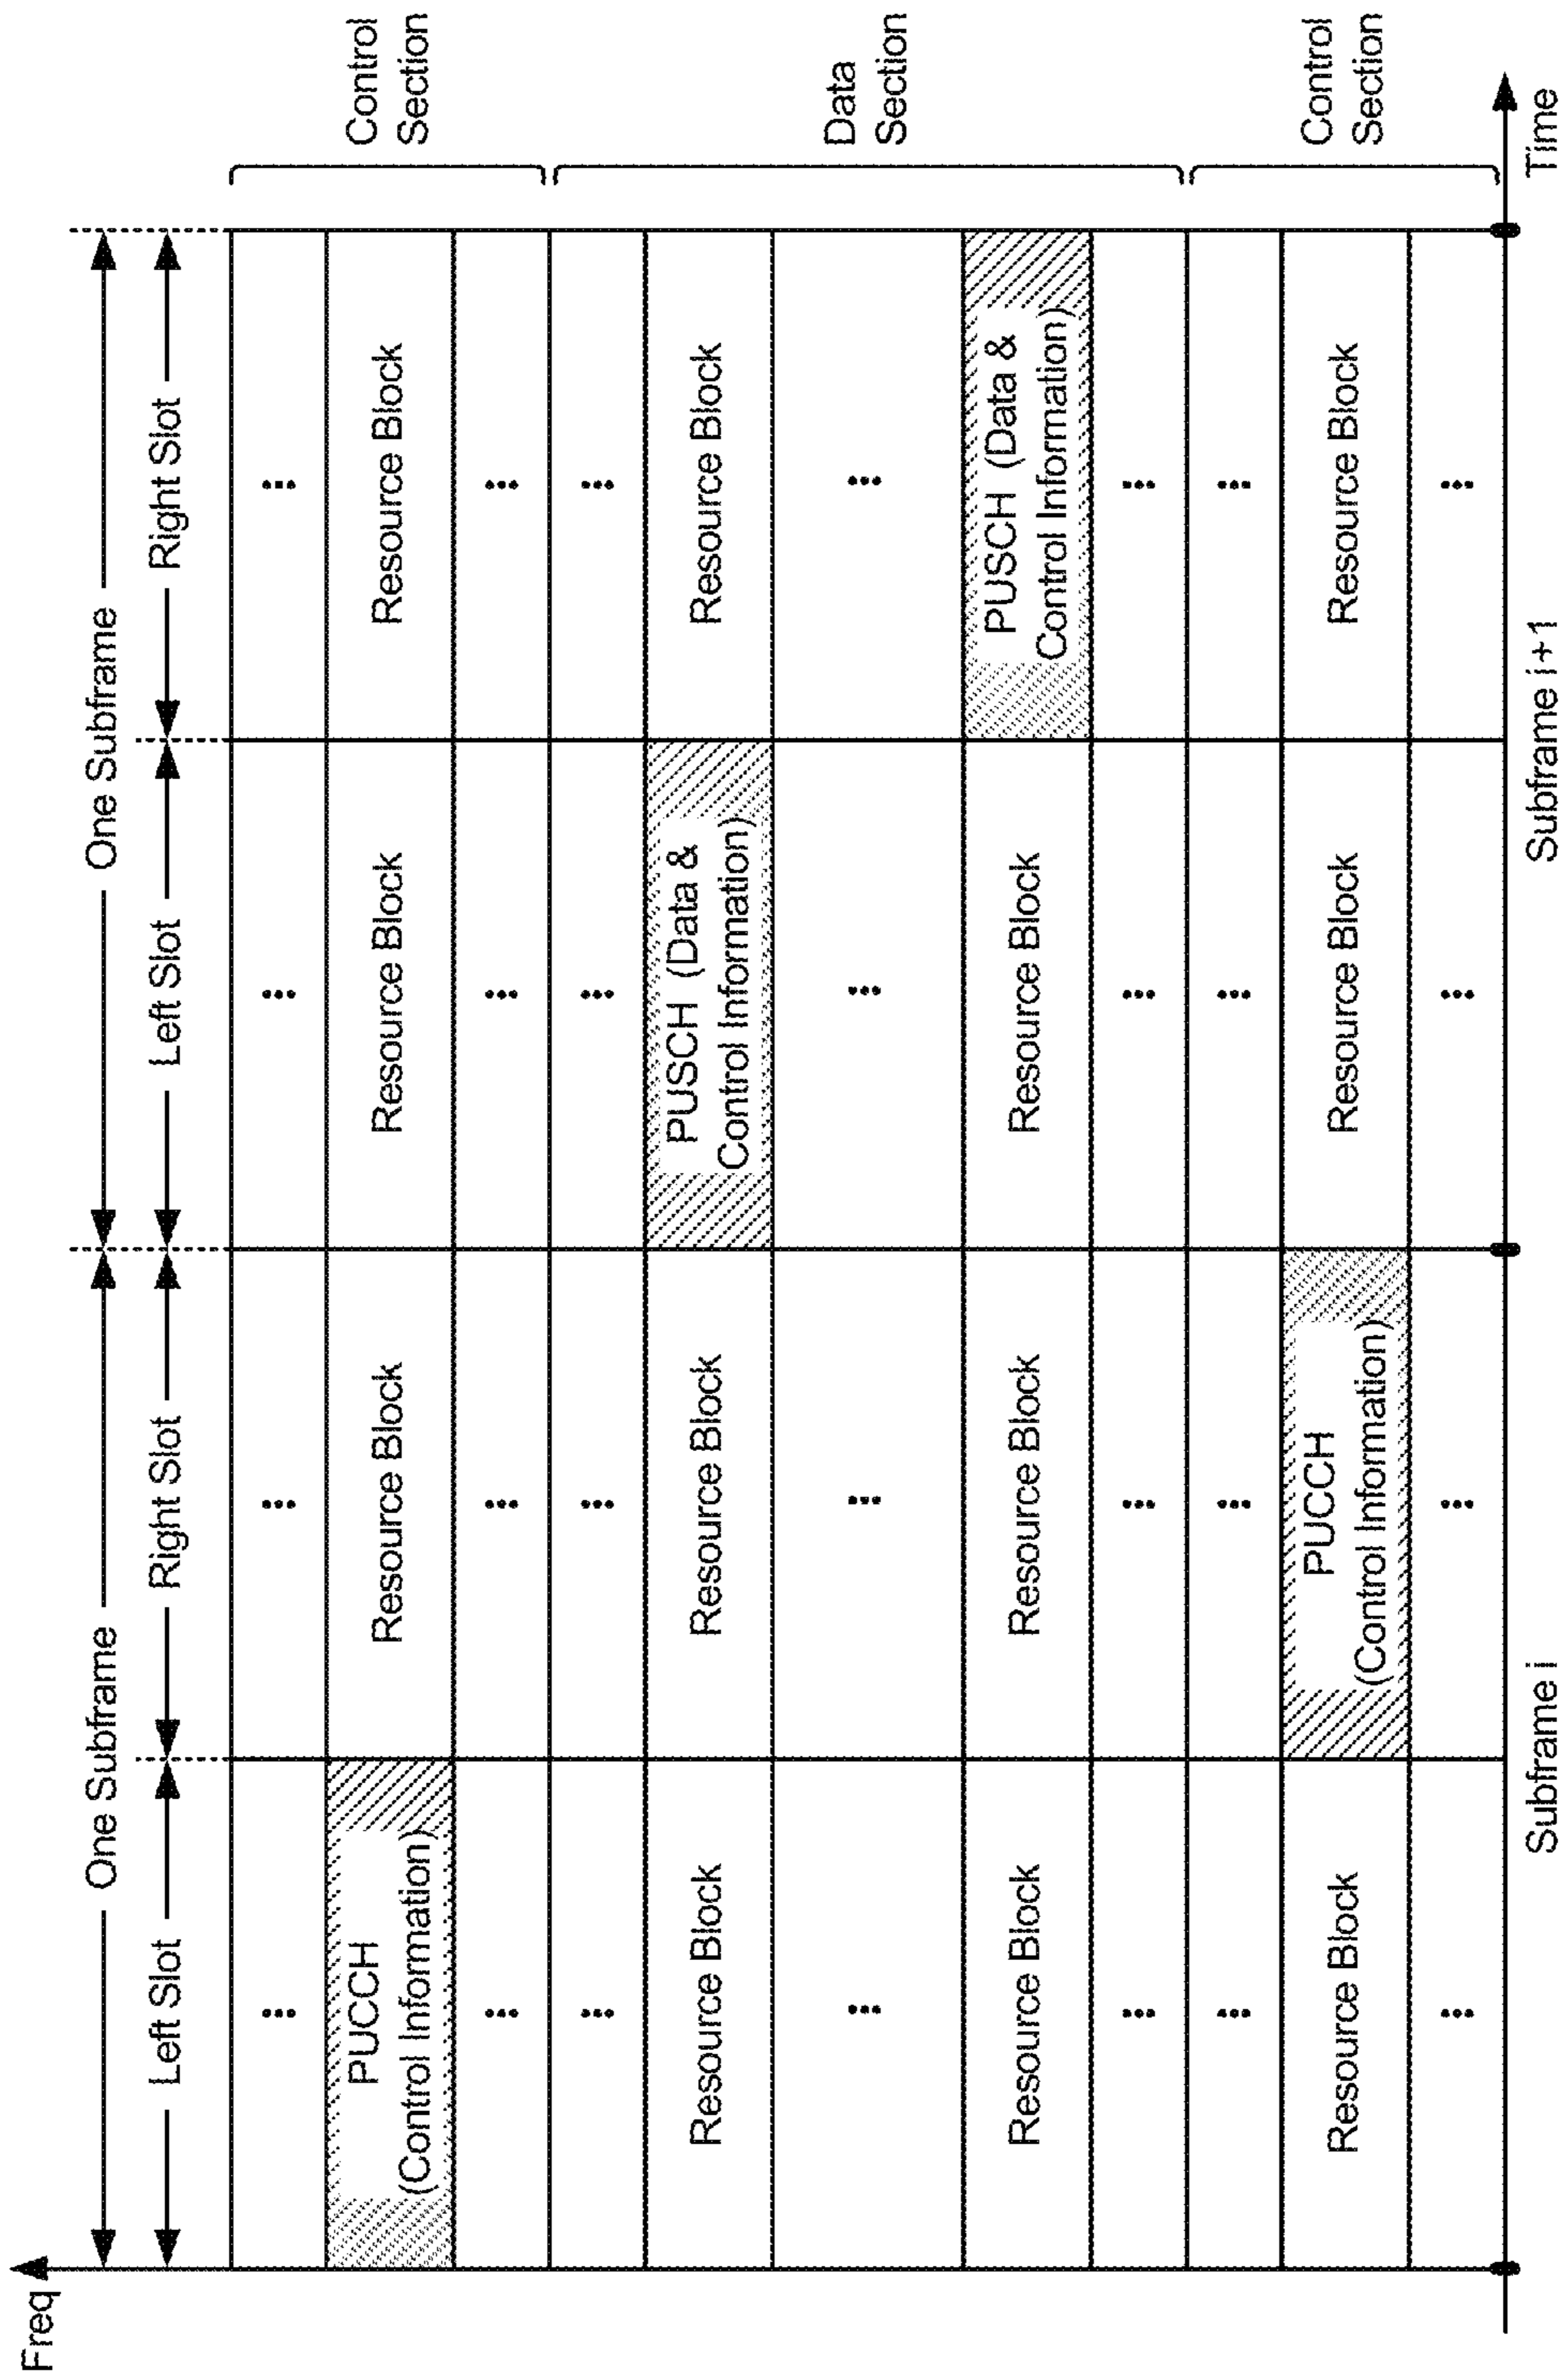 Freq
One Subframe
One Subframe
Left Slot
Right Slot
Left Slot
Right Slot
... ... ... ...
PUCCH
(Control Information)
Resource Block
Resource Block
Resource Block
Control
Section
... ... ... ...
... ... ... ...
Resource Block
Resource Block
PUSCH (Data &
Control Information)
Resource Block
... ... ... ...
Data
Section
Resource Block
Resource Block
Resource Block
PUSCH (Data &
Control Information)
... ... ... ...
... ... ... ...
Resource Block
PUCCH
(Control Information)
Resource Block
Resource Block
Control
Section
... ... ... ...
Subframe i
Subframe i+1
Time